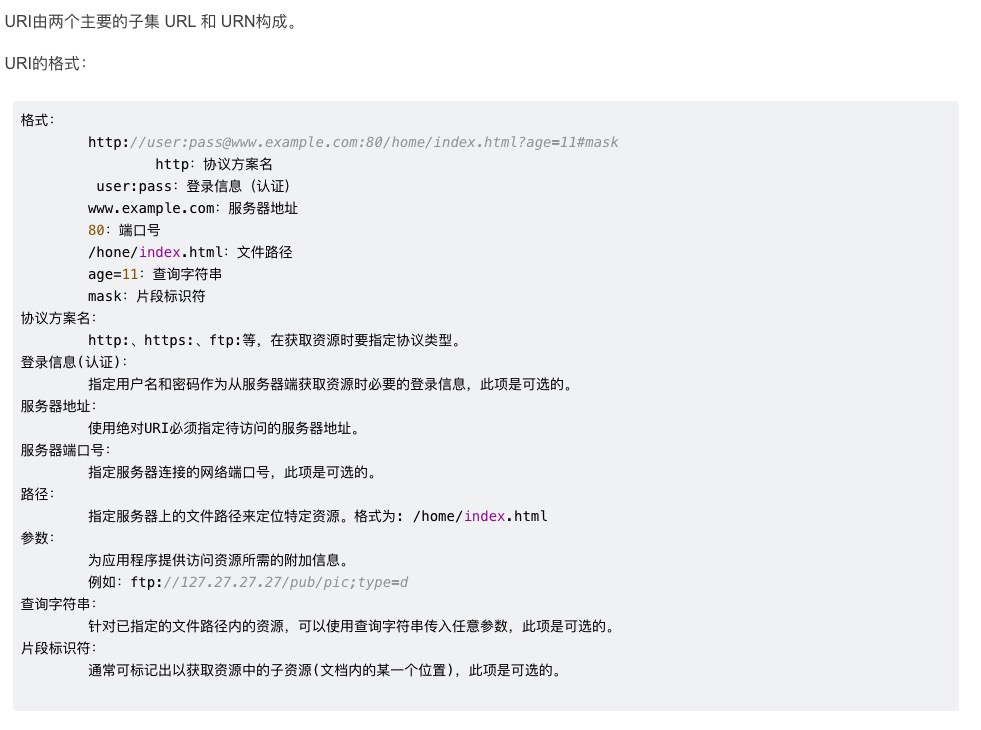 URI由两个主要的子集 URL 和 URN构成。
URI的格式：
格式：
http://user:pass@www.example.com:80/home/index.html?age=11#mask
http：协议方案名
user:pass：登录信息（认证）
www.example.com：服务器地址
80：端口号
/hone/index.html：文件路径
age=11：查询字符串
mask：片段标识符
协议方案名：
http:、https:、ftp:等，在获取资源时要指定协议类型。
登录信息(认证)：
指定用户名和密码作为从服务器端获取资源时必要的登录信息，此项是可选的。
服务器地址：
使用绝对URI必须指定待访问的服务器地址。
服务器端口号：
指定服务器连接的网络端口号，此项是可选的。
路径：
指定服务器上的文件路径来定位特定资源。格式为: /home/index.html
参数：
为应用程序提供访问资源所需的附加信息。
例如：ftp://127.27.27.27/pub/pic;type=d
查询字符串：
针对已指定的文件路径内的资源，可以使用查询字符串传入任意参数，此项是可选的。
片段标识符：
通常可标记出以获取资源中的子资源(文档内的某一个位置)，此项是可选的。